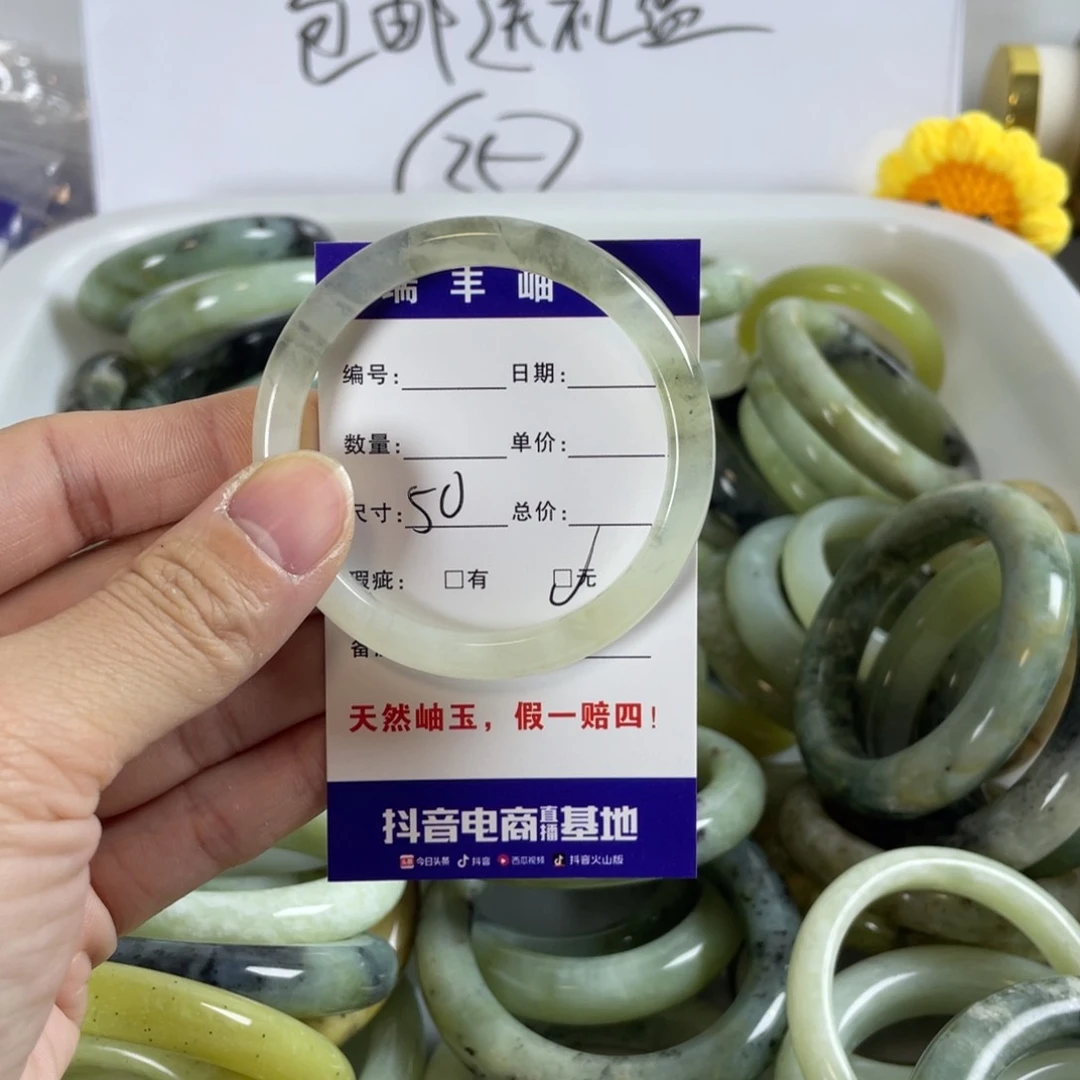 包邮送礼盒
瑞丰岫
编号: 日期:
数量: 单价:
尺寸: 50 总价:
瑕疵: □有 □无
天然岫玉，假一赔四!
抖音电商直播基地
今日头条 抖音 西瓜视频 抖音火山版